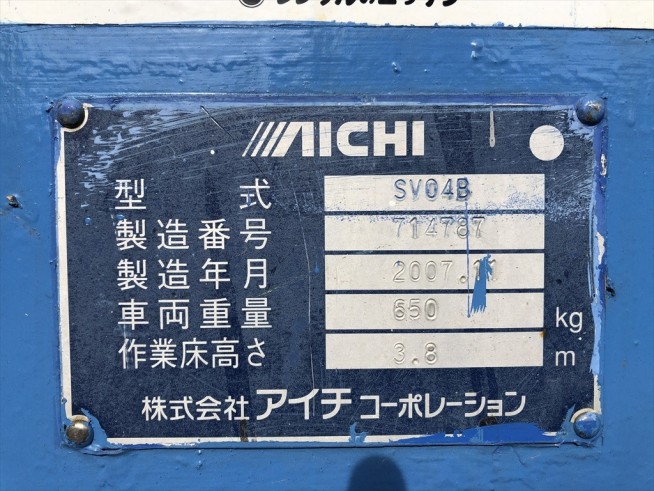 AICHI
型式 SV04B
製造番号 714787
製造年月 2007.11
車両重量 650 kg
作業床高さ 3.8 m
株式会社 アイチ コーポレーション